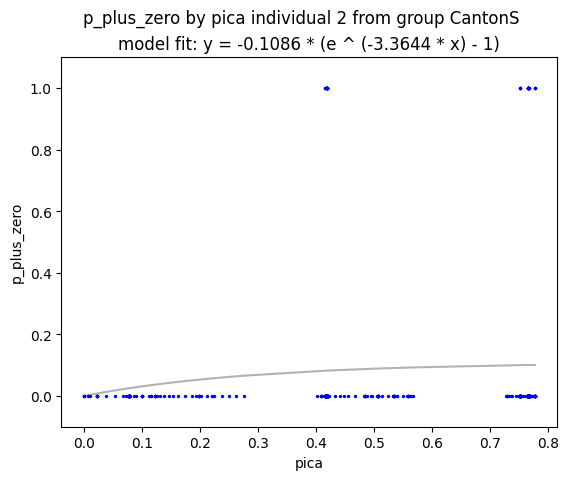 p_plus_zero by pica individual 2 from group CantonS
model fit: y = -0.1086 * (e ^ (-3.3644 * x) - 1)
1.0
0.8
0.6
0.4
0.2
0.0
p_plus_zero
0.0 0.1 0.2 0.3 0.4 0.5 0.6 0.7 0.8
pica